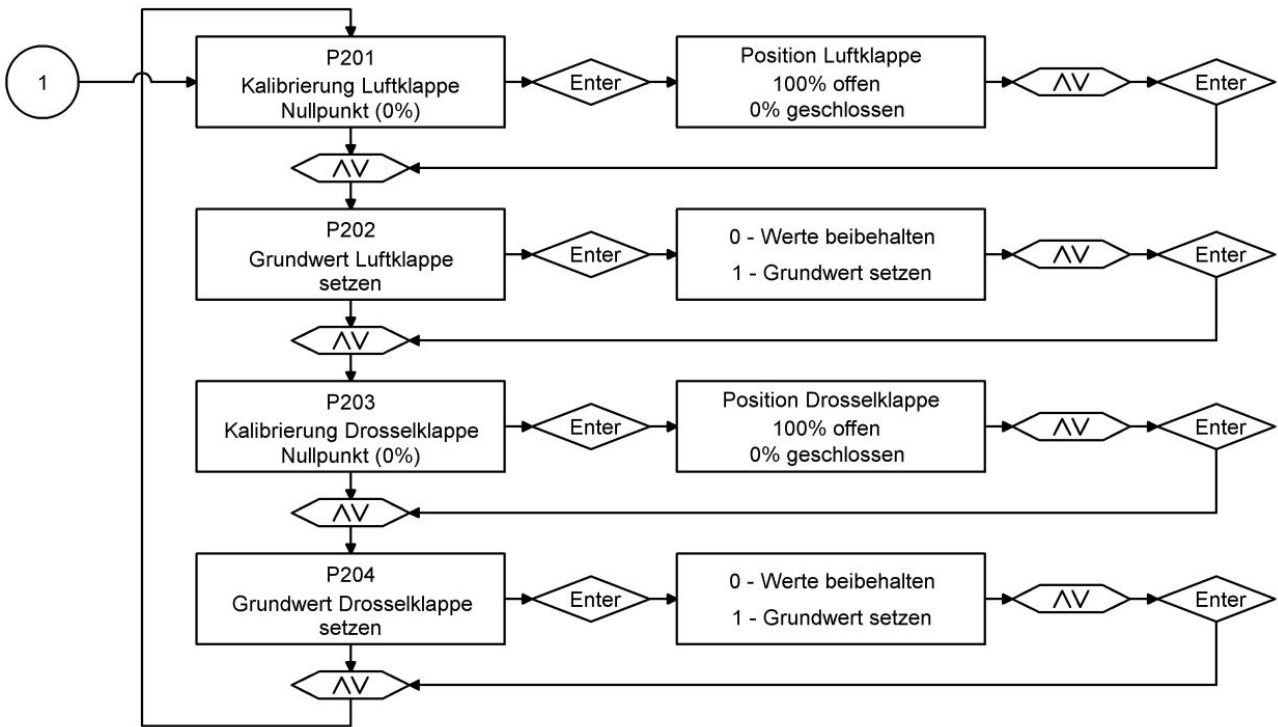 1
P201
Kalibrierung Luftklappe
Nullpunkt (0%)
Enter
Position Luftklappe
100% offen
0% geschlossen
ΛV
Enter
ΛV
P202
Grundwert Luftklappe
setzen
Enter
0 - Werte beibehalten
1 - Grundwert setzen
ΛV
Enter
ΛV
P203
Kalibrierung Drosselklappe
Nullpunkt (0%)
Enter
Position Drosselklappe
100% offen
0% geschlossen
ΛV
Enter
ΛV
P204
Grundwert Drosselklappe
setzen
Enter
0 - Werte beibehalten
1 - Grundwert setzen
ΛV
Enter
ΛV